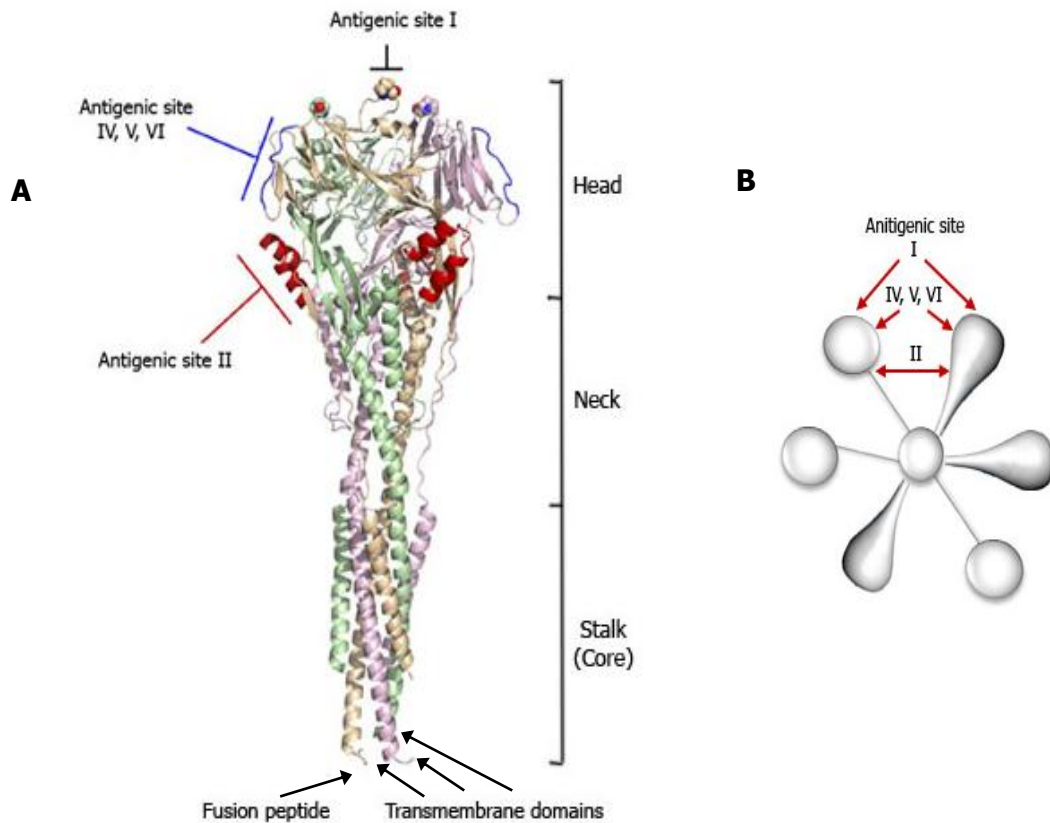 Antigenic site I
Antigenic site
IV, V, VI
A
Head
B
Anitigenic site
I
IV, V, VI
II
Antigenic site II
Neck
Stalk
(Core)
Fusion peptide
Transmembrane domains